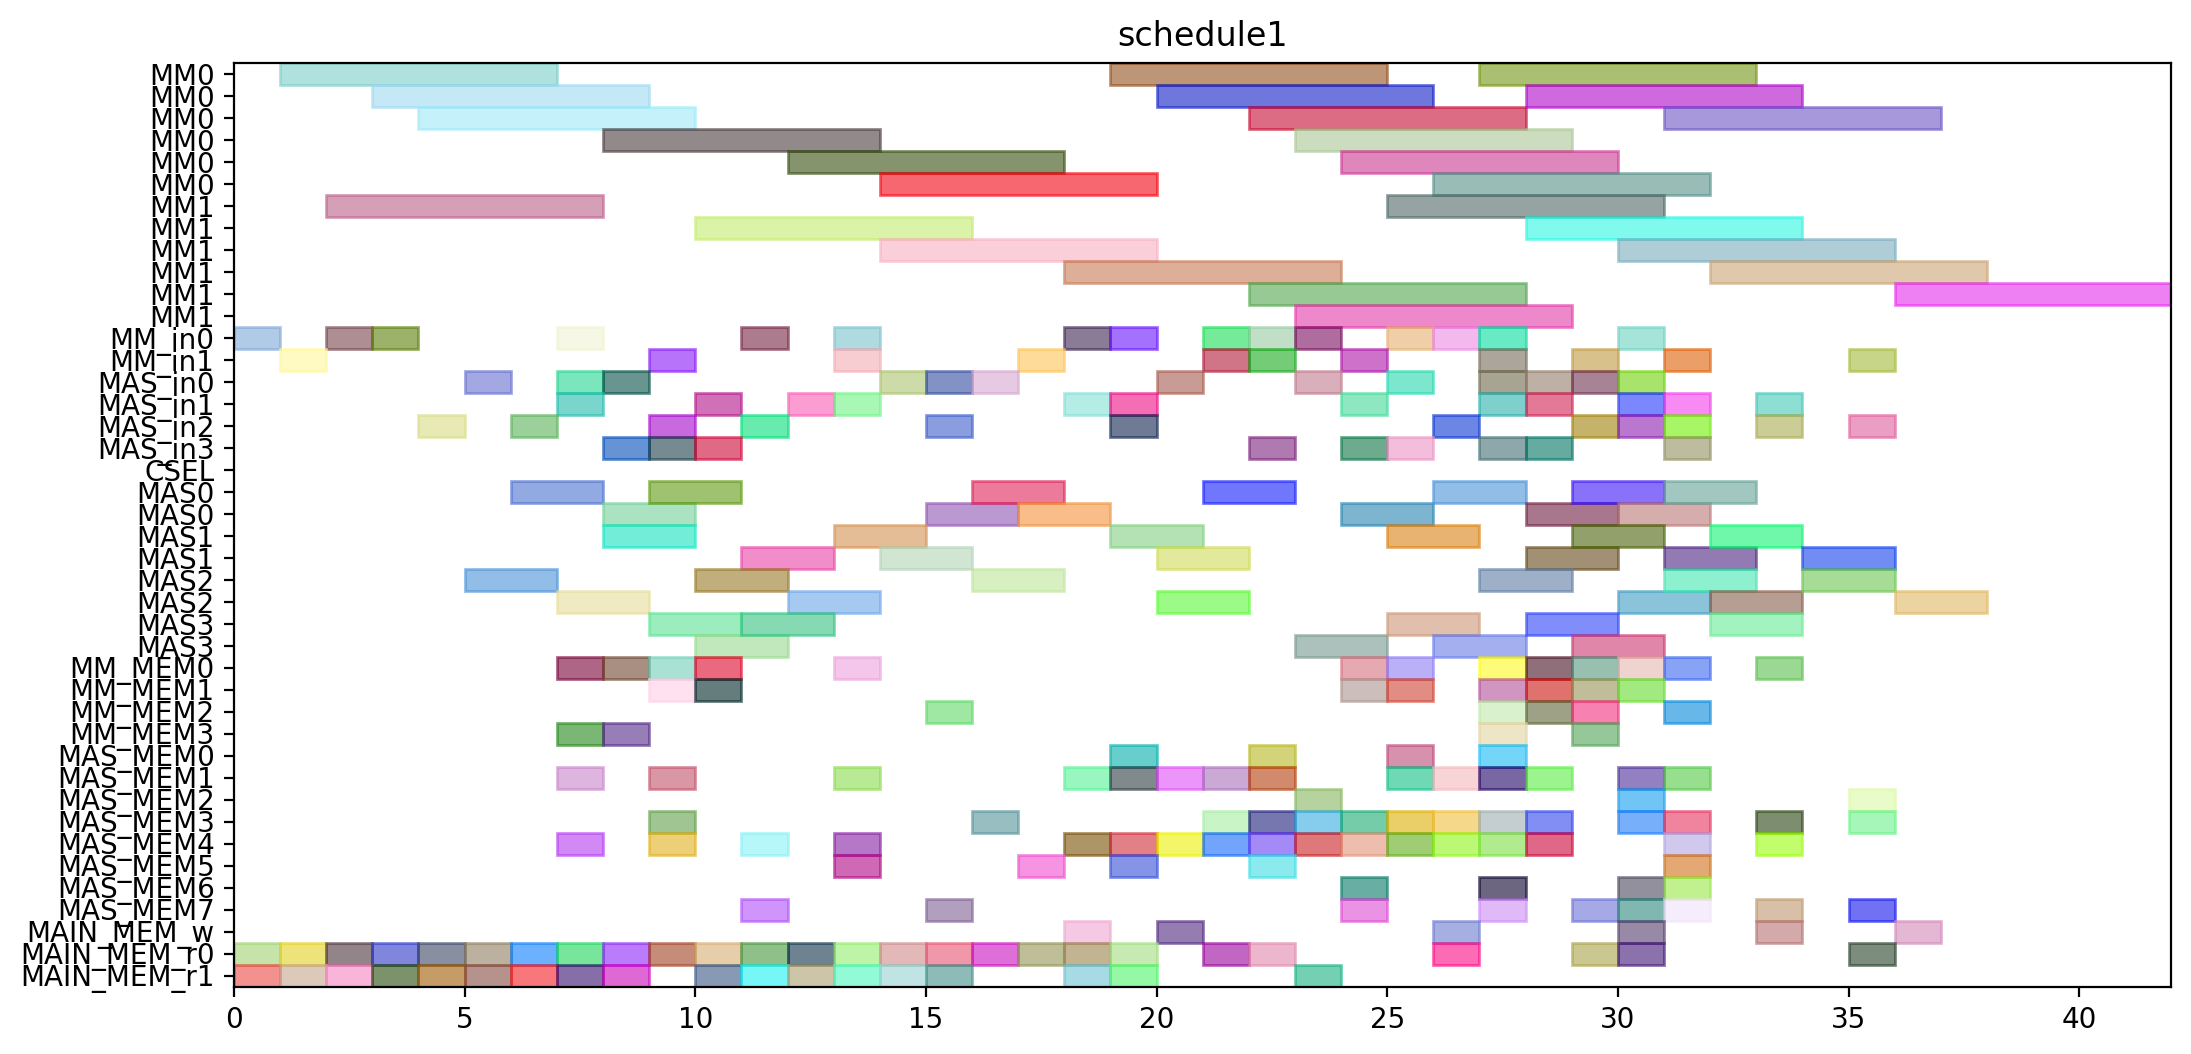 schedule1
MM0
MM0
MM0
MM0
MM0
MM0
MM1
MM1
MM1
MM1
MM1
MM1
MM_in0
MM_in1
MAS_in0
MAS_in1
MAS_in2
MAS_in3
CSEL
MAS0
MAS0
MAS1
MAS1
MAS2
MAS2
MAS3
MAS3
MM_MEM0
MM_MEM1
MM_MEM2
MM_MEM3
MAS_MEM0
MAS_MEM1
MAS_MEM2
MAS_MEM3
MAS_MEM4
MAS_MEM5
MAS_MEM6
MAS_MEM7
MAIN_MEM_w
MAIN_MEM_r0
MAIN_MEM_r1
0 5 10 15 20 25 30 35 40